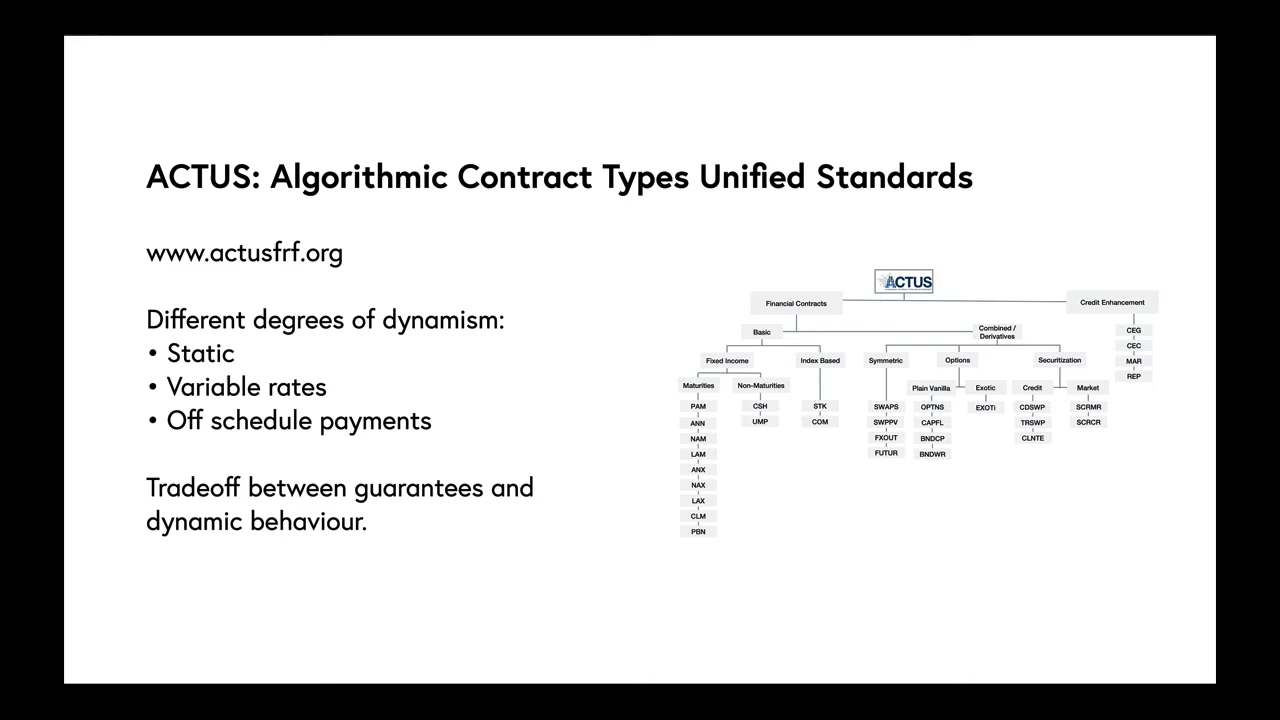 ACTUS: Algorithmic Contract Types Unified Standards
www.actusfrf.org
Different degrees of dynamism:
• Static
• Variable rates
• Off schedule payments
Tradeoff between guarantees and
dynamic behaviour.
ACTUS
Financial Contracts
Credit Enhancement
Basic
Combined /
Derivatives
Fixed Income
Index Based
Symmetric
Options
Securitization
Maturities
Non-Maturities
Plain Vanilla
Exotic
Credit
Market
PAM
ANN
NAM
LAM
ANX
NAX
LAX
CLM
PBN
CSH
UMP
STK
COM
SWAPS
SWPPV
FXOUT
FUTUR
OPTNS
CAPFL
BNDCP
BNDWR
EXOTi
CDSWP
TRSWP
CLNTE
SCRMR
SCRCR
CEG
CEC
MAR
REP